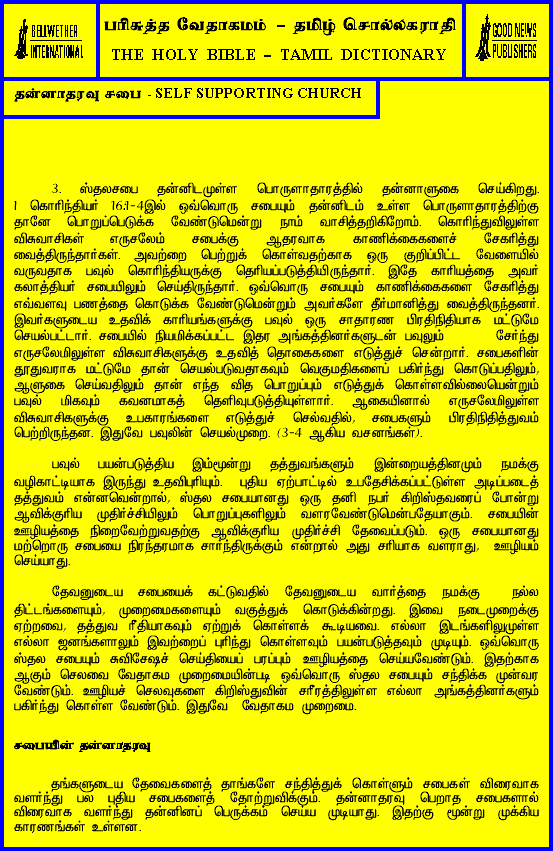 BELLWETHER
INTERNATIONAL
பரிசுத்த வேதாகமம் – தமிழ் சொல்லகராதி
THE HOLY BIBLE – TAMIL DICTIONARY
GOOD NEWS
PUBLISHERS
தன்னாதரவு சபை - SELF SUPPORTING CHURCH
3. ஸ்தலசபை தன்னிடமுள்ள பொருளாதாரத்தில் தன்னாளுகை செய்கிறது.
1 கொரிந்தியர் 16:1-4இல் ஒவ்வொரு சபையும் தன்னிடம் உள்ள பொருளாதாரத்திற்கு
தானே பொறுப்பெடுக்க வேண்டுமென்று நாம் வாசித்தறிகிறோம். கொரிந்துவிலுள்ள
விசுவாசிகள் எருசலேம் சபைக்கு ஆதரவாக காணிக்கைகளைச் சேகரித்து
வைத்திருந்தார்கள். அவற்றை பெற்றுக் கொள்வதற்காக ஒரு குறிப்பிட்ட வேளையில்
வருவதாக பவுல் கொரிந்தியருக்கு தெரியப்படுத்தியிருந்தார். இதே காரியத்தை அவர்
கலாத்தியர் சபையிலும் செய்திருந்தார். ஒவ்வொரு சபையும் காணிக்கைகளை சேகரித்து
எவ்வளவு பணத்தை கொடுக்க வேண்டுமென்றும் அவர்களே தீர்மானித்து வைத்திருந்தனர்.
இவர்களுடைய உதவிக் காரியங்களுக்கு பவுல் ஒரு சாதாரண பிரதிநிதியாக மட்டுமே
செயல்பட்டார். சபையில் நியமிக்கப்பட்ட இதர அங்கத்தினர்களுடன் பவுலும் சேர்ந்து
எருசலேமிலுள்ள விசுவாசிகளுக்கு உதவித் தொகைகளை எடுத்துச் சென்றார். சபைகளின்
தூதுவராக மட்டுமே தான் செயல்படுவதாகவும் வெகுமதிகளைப் பகிர்ந்து கொடுப்பதிலும்,
ஆளுகை செய்வதிலும் தான் எந்த வித பொறுப்பும் எடுத்துக் கொள்ளவில்லையென்றும்
பவுல் மிகவும் கவனமாகத் தெளிவுபடுத்தியுள்ளார். ஆகையினால் எருசலேமிலுள்ள
விசுவாசிகளுக்கு உபகாரங்களை எடுத்துச் செல்வதில், சபைகளும் பிரதிநிதித்துவம்
பெற்றிருந்தன. இதுவே பவுலின் செயல்முறை. (3-4 ஆகிய வசனங்கள்).
பவுல் பயன்படுத்திய இம்மூன்று தத்துவங்களும் இன்றையத்தினமும் நமக்கு
வழிகாட்டியாக இருந்து உதவிபுரியும். புதிய ஏற்பாட்டில் உபதேசிக்கப்பட்டுள்ள அடிப்படைத்
தத்துவம் என்னவென்றால், ஸ்தல சபையானது ஒரு தனி நபர் கிறிஸ்தவரைப் போன்று
ஆவிக்குரிய முதிர்ச்சியிலும் பொறுப்புகளிலும் வளரவேண்டுமென்பதேயாகும். சபையின்
ஊழியத்தை நிறைவேற்றுவதற்கு ஆவிக்குரிய முதிர்ச்சி தேவைப்படும். ஒரு சபையானது
மற்றொரு சபையை நிரந்தரமாக சார்ந்திருக்கும் என்றால் அது சரியாக வளராது, ஊழியம்
செய்யாது.
தேவனுடைய சபையைக் கட்டுவதில் தேவனுடைய வார்த்தை நமக்கு நல்ல
திட்டங்களையும், முறைமைகளையும் வகுத்துக் கொடுக்கின்றது. இவை நடைமுறைக்கு
ஏற்றவை, தத்துவ ரீதியாகவும் ஏற்றுக் கொள்ளக் கூடியவை. எல்லா இடங்களிலுமுள்ள
எல்லா ஜனங்களாலும் இவற்றைப் புரிந்து கொள்ளவும் பயன்படுத்தவும் முடியும். ஒவ்வொரு
ஸ்தல சபையும் சுவிசேஷச் செய்தியைப் பரப்பும் ஊழியத்தை செய்யவேண்டும். இதற்காக
ஆகும் செலவை வேதாகம முறைமையின்படி ஒவ்வொரு ஸ்தல சபையும் சந்திக்க முன்வர
வேண்டும். ஊழியச் செலவுகளை கிறிஸ்துவின் சரீரத்திலுள்ள எல்லா அங்கத்தினர்களும்
பகிர்ந்து கொள்ள வேண்டும். இதுவே வேதாகம முறைமை.
சபையின் தன்னாதரவு
தங்களுடைய தேவைகளைத் தாங்களே சந்தித்துக் கொள்ளும் சபைகள் விரைவாக
வளர்ந்து பல புதிய சபைகளைத் தோற்றுவிக்கும். தன்னாதரவு பெறாத சபைகளால்
விரைவாக வளர்ந்து தன்னினப் பெருக்கம் செய்ய முடியாது. இதற்கு மூன்று முக்கிய
காரணங்கள் உள்ளன.